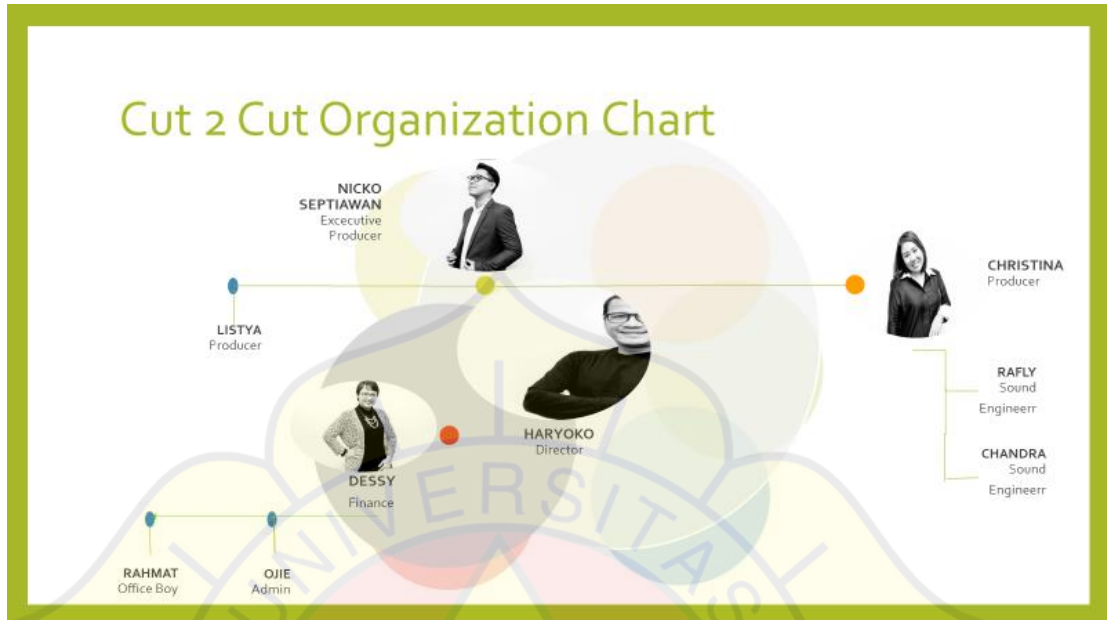 Cut 2 Cut Organization Chart
NICKO
SEPTIAWAN
Excecutive
Producer
CHRISTINA
Producer
LISTYA
Producer
HARYOKO
Director
RAFLY
Sound
Engineerr
CHANDRA
Sound
Engineerr
DESSY
Finance
RAHMAT
Office Boy
OJIE
Admin
UNIVERSITAS